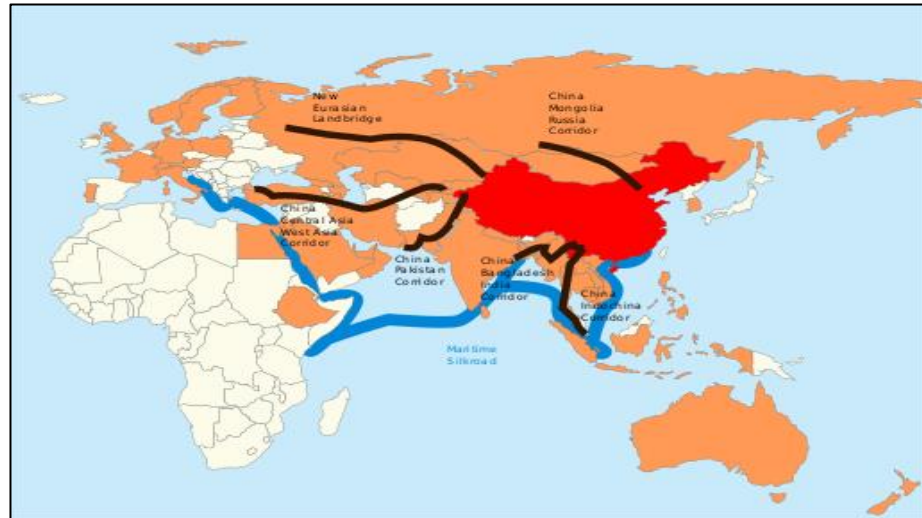 New
Eurasian
Landbridge
China
Mongolia
Russia
Corridor
China
Central Asia
West Asia
Corridor
China -
Pakistan
Corridor
China
Bangladesh
India
Corridor
China
Indochina
Corridor
Maritime
Silkroad